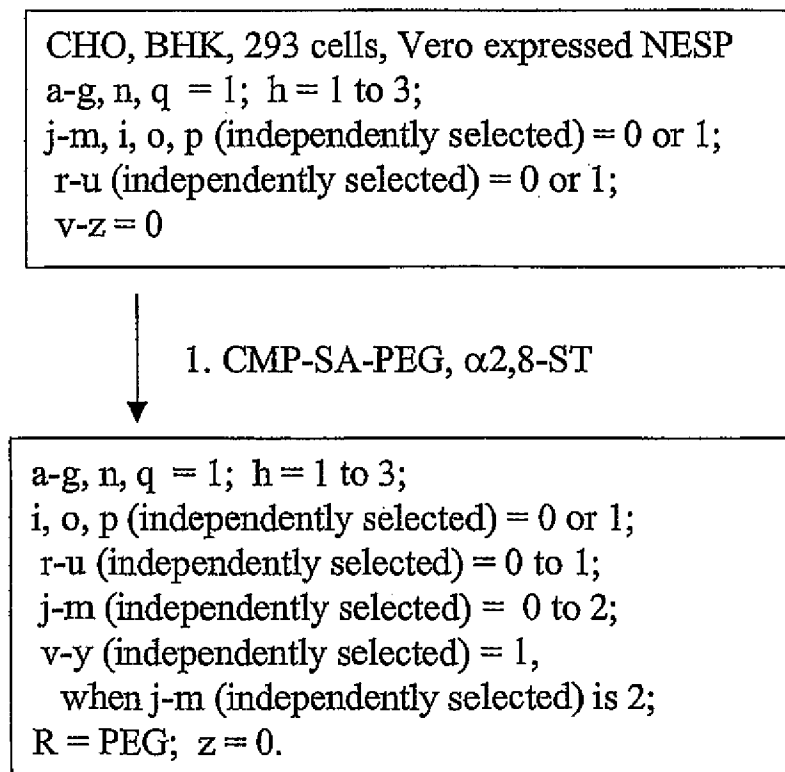 CHO, BHK, 293 cells, Vero expressed NESP
a-g, n, q = 1; h = 1 to 3;
j-m, i, o, p (independently selected) = 0 or 1;
r-u (independently selected) = 0 or 1;
v-z = 0
1. CMP-SA-PEG, α2,8-ST
a-g, n, q = 1; h = 1 to 3;
i, o, p (independently selected) = 0 or 1;
r-u (independently selected) = 0 to 1;
j-m (independently selected) = 0 to 2;
v-y (independently selected) = 1,
when j-m (independently selected) is 2;
R = PEG; z = 0.